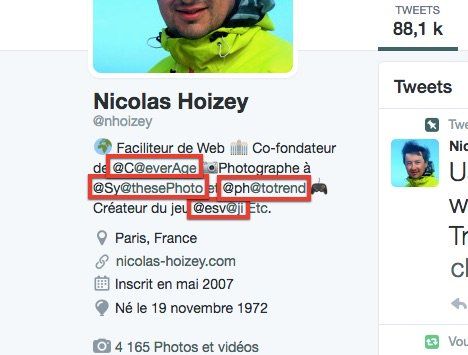 TWEETS
88,1 k
Nicolas Hoizey
@nhoizey
Faciliteur de Web Co-fondateur
de @C@everAge Photographe à
@Sy@thesePhoto et @ph@totrend
Créateur du jeu @esv@ji Etc.
Paris, France
nicolas-hoizey.com
Inscrit en mai 2007
Né le 19 novembre 1972
4 165 Photos et vidéos
Tweets
Twe
Nicol
U
w
Tr
cl
Vou